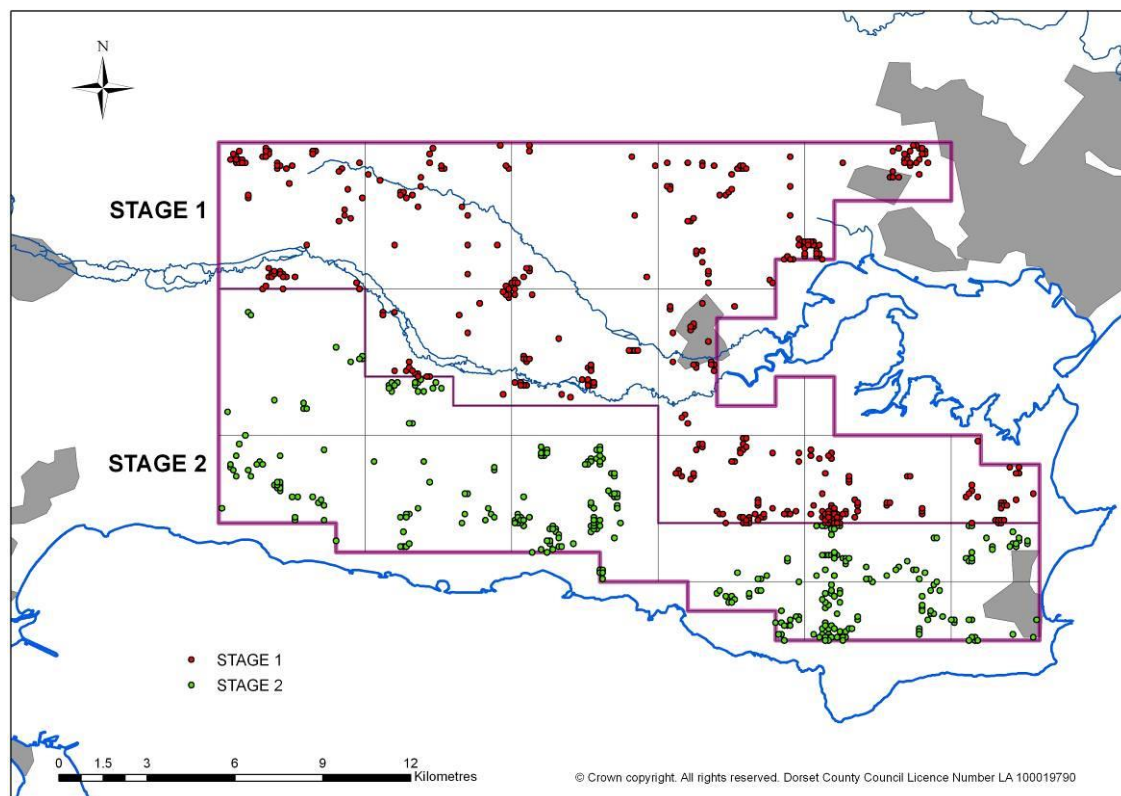 N
STAGE 1
STAGE 2
STAGE 1
STAGE 2
0 1.5 3 6 9 12
Kilometres
© Crown copyright. All rights reserved. Dorset County Council Licence Number LA 100019790